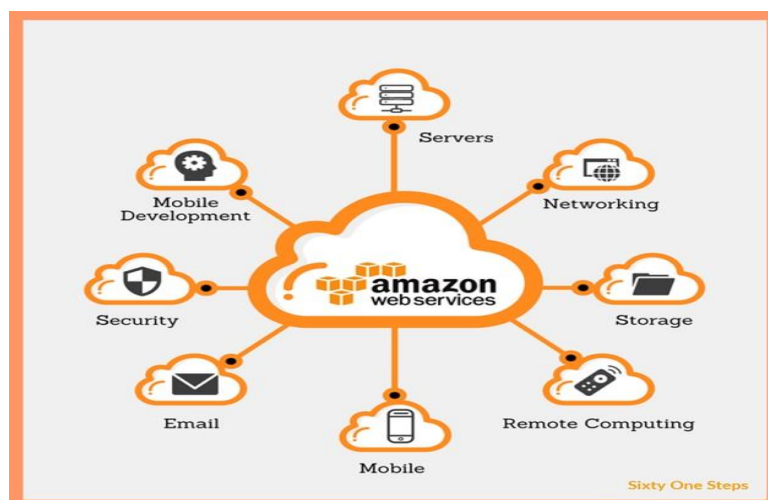 Servers
Mobile
Development
Networking
amazon
web services
Security
Storage
Email
Remote Computing
Mobile
Sixty One Steps